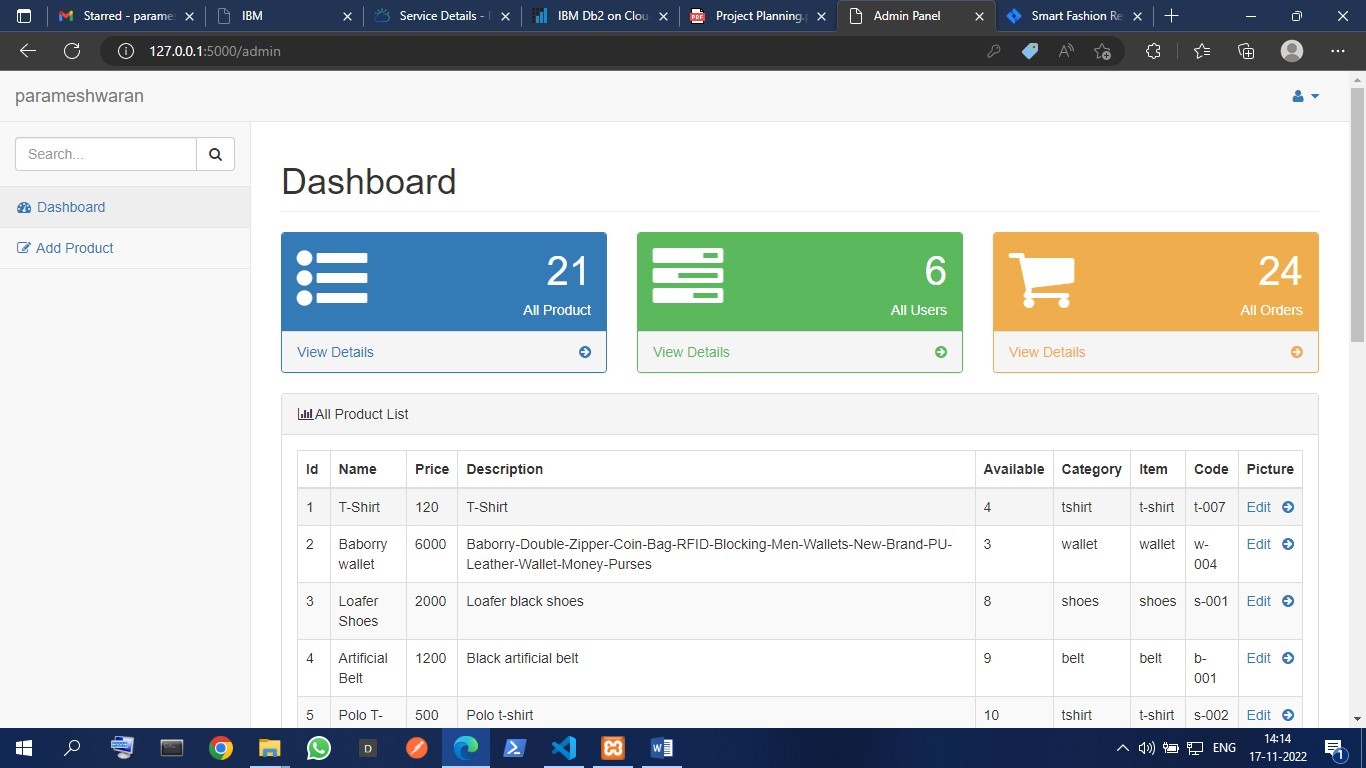 Starred - parame
IBM
Service Details - I
IBM Db2 on Clou
Project Planning.p
Admin Panel
Smart Fashion Re
127.0.0.1:5000/admin
parameshwaran
Search...
Dashboard
Add Product
Dashboard
21
All Product
View Details
6
All Users
View Details
24
All Orders
View Details
All Product List
Id Name Price Description Available Category Item Code Picture
1 T-Shirt 120 T-Shirt 4 tshirt t-shirt t-007 Edit
2 Baborry 6000 Baborry-Double-Zipper-Coin-Bag-RFID-Blocking-Men-Wallets-New-Brand-PU- 3 wallet wallet w- Edit
wallet Leather-Wallet-Money-Purses 004
3 Loafer 2000 Loafer black shoes 8 shoes shoes s-001 Edit
Shoes
4 Artificial 1200 Black artificial belt 9 belt belt b- Edit
Belt 001
5 Polo T- 500 Polo t-shirt 10 tshirt t-shirt s-002 Edit
ENG
14:14
17-11-2022
1